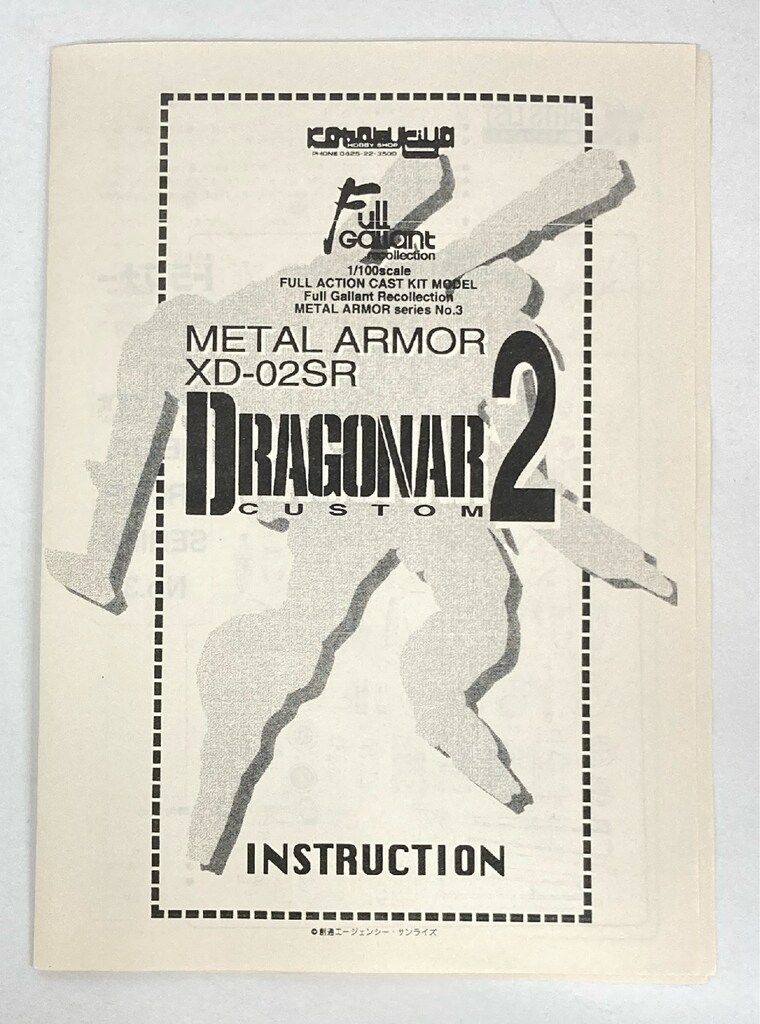 Kotobukiya
HOBBY SHOP
PHONE 0425-22-3500
Full
Gallant
recollection
1/100scale
FULL ACTION CAST KIT MODEL
Full Gallant Recollection
METAL ARMOR series No.3
METAL ARMOR
XD-02SR
DRAGONAR 2
CUSTOM
INSTRUCTION
©創通エージェンシー・サンライズ